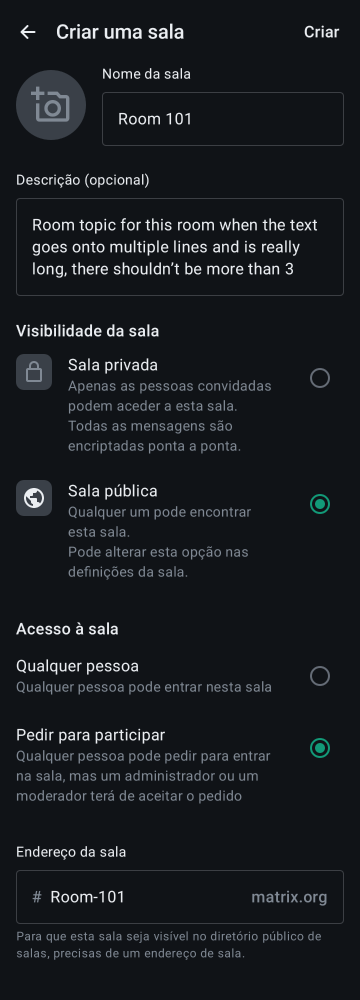 Criar uma sala
Criar
Nome da sala
Room 101
Descrição (opcional)
Room topic for this room when the text
goes onto multiple lines and is really
long, there shouldn’t be more than 3
Visibilidade da sala
Sala privada
Apenas as pessoas convidadas
podem aceder a esta sala.
Todas as mensagens são
encriptadas ponta a ponta.
Sala pública
Qualquer um pode encontrar
esta sala.
Pode alterar esta opção nas
definições da sala.
Acesso à sala
Qualquer pessoa
Qualquer pessoa pode entrar nesta sala
Pedir para participar
Qualquer pessoa pode pedir para entrar
na sala, mas um administrador ou um
moderador terá de aceitar o pedido
Endereço da sala
# Room-101 matrix.org
Para que esta sala seja visível no diretório público de
salas, precisas de um endereço de sala.